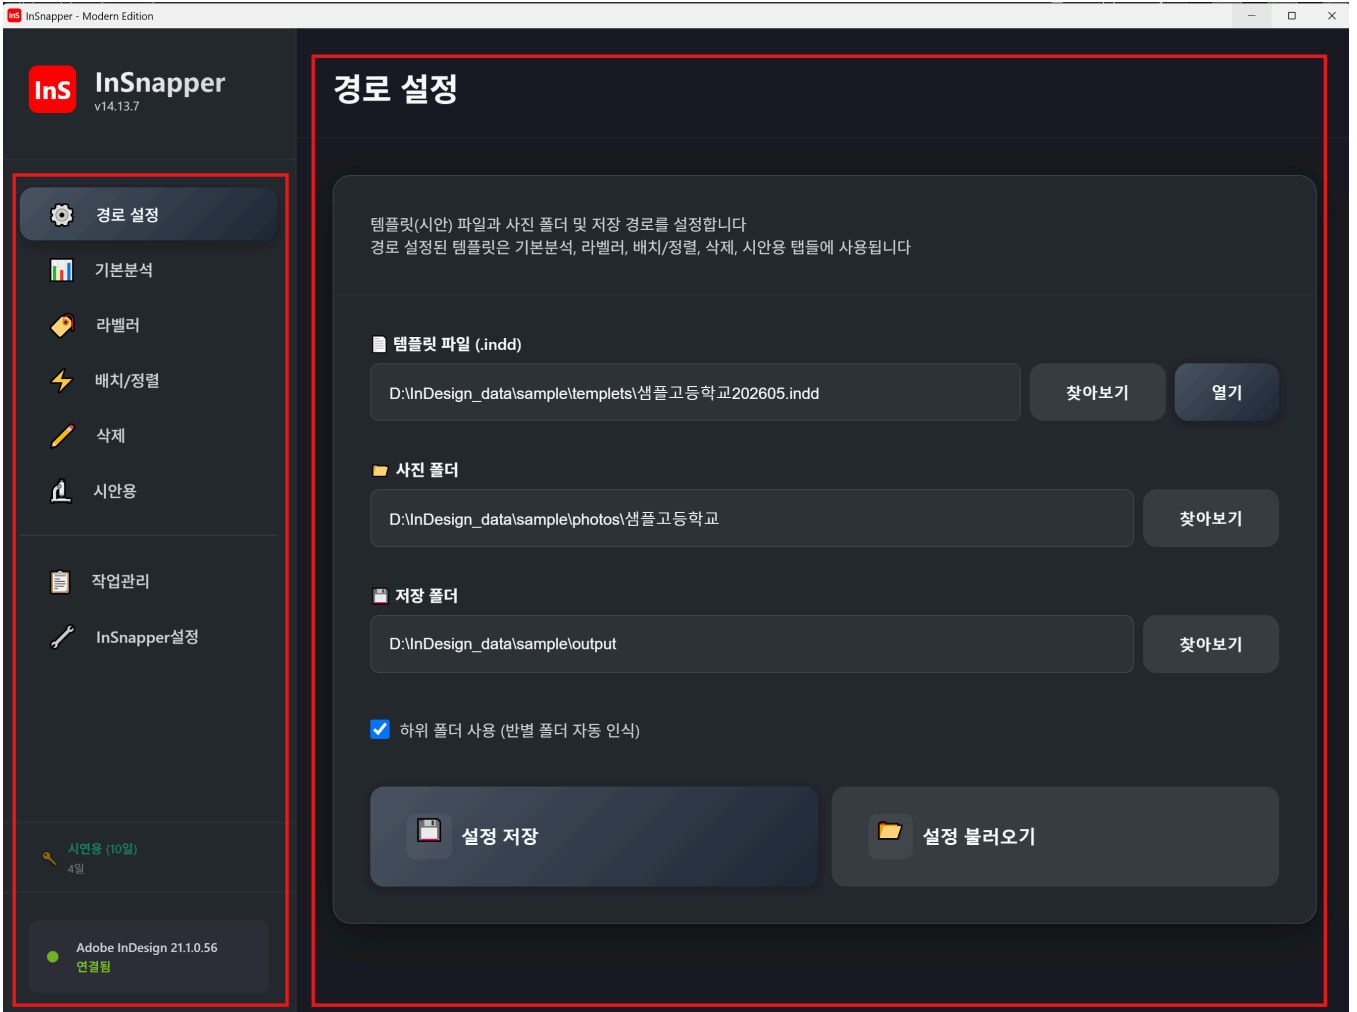 InS InSnapper - Modern Edition
InS
InSnapper
v14.13.7
경로 설정
기본분석
라벨러
배치/정렬
삭제
시안용
작업관리
InSnapper설정
시연용 (10일)
4일
Adobe InDesign 21.1.0.56
연결됨
경로 설정
템플릿(시안) 파일과 사진 폴더 및 저장 경로를 설정합니다
경로 설정된 템플릿은 기본분석, 라벨러, 배치/정렬, 삭제, 시안용 탭들에 사용됩니다
템플릿 파일 (.indd)
D:\InDesign_data\sample\templets\샘플고등학교202605.indd 찾아보기 열기
사진 폴더
D:\InDesign_data\sample\photos\샘플고등학교 찾아보기
저장 폴더
D:\InDesign_data\sample\output 찾아보기
하위 폴더 사용 (반별 폴더 자동 인식)
설정 저장 설정 불러오기